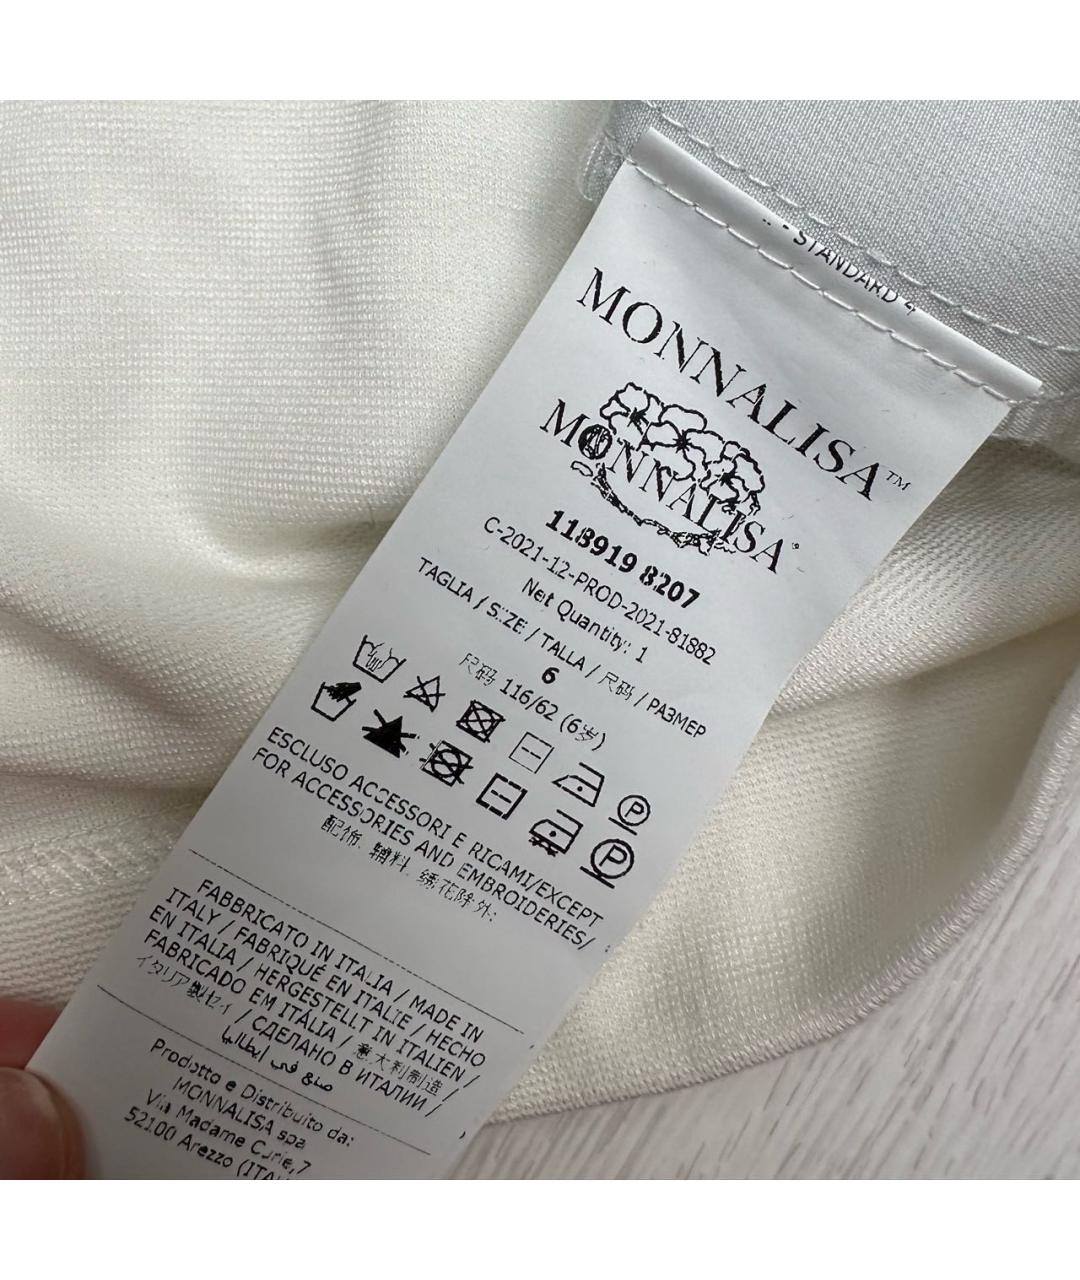 STANDARD 4
MONNALISA™
MONNALISA®
118919 8207
C-2021-12-PROD-2021-81882
Net Quantity: 1
TAGLIA / SIZE / TALLA / 尺码 / РАЗМЕР
6
尺码 116/62 (6岁)
ESCLUSO ACCESSORI E RICAMI/EXCEPT
FOR ACCESSORIES AND EMBROIDERIES/
配饰, 辅料, 绣花除外:
FABBRICATO IN ITALIA / MADE IN
ITALY / FABRIQUÉ EN ITALIE / HECHO
EN ITALIA / HERGESTELLT IN ITALIEN /
FABRICADO EM ITÁLIA / 意大利制造 /
イタリア製 / СДЕЛАНО В ИТАЛИИ /
صنع في إيطاليا
Prodotto e Distribuito da:
MONNALISA spa
Via Madame Curie,7
52100 Arezzo (ITA